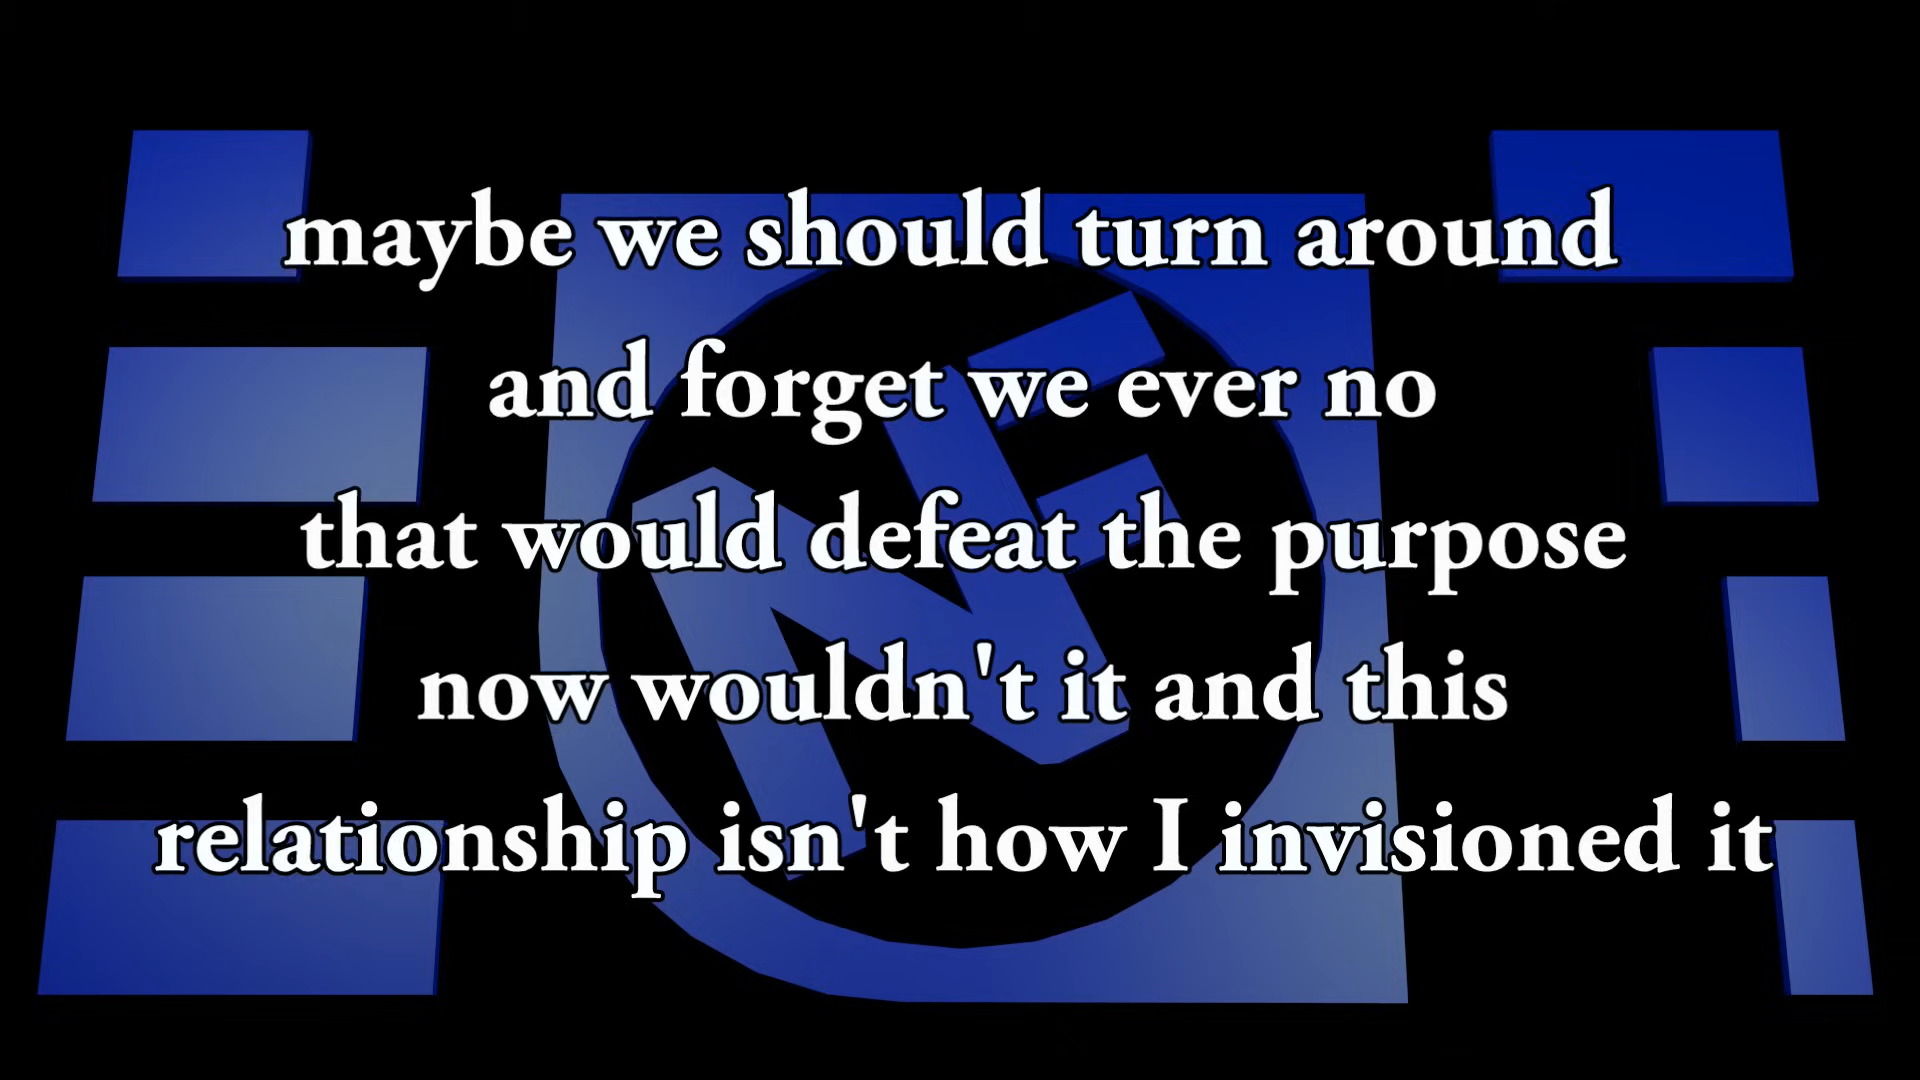 maybe we should turn around
and forget we ever no
that would defeat the purpose
now wouldn't it and this
relationship isn't how I invisioned it
NF